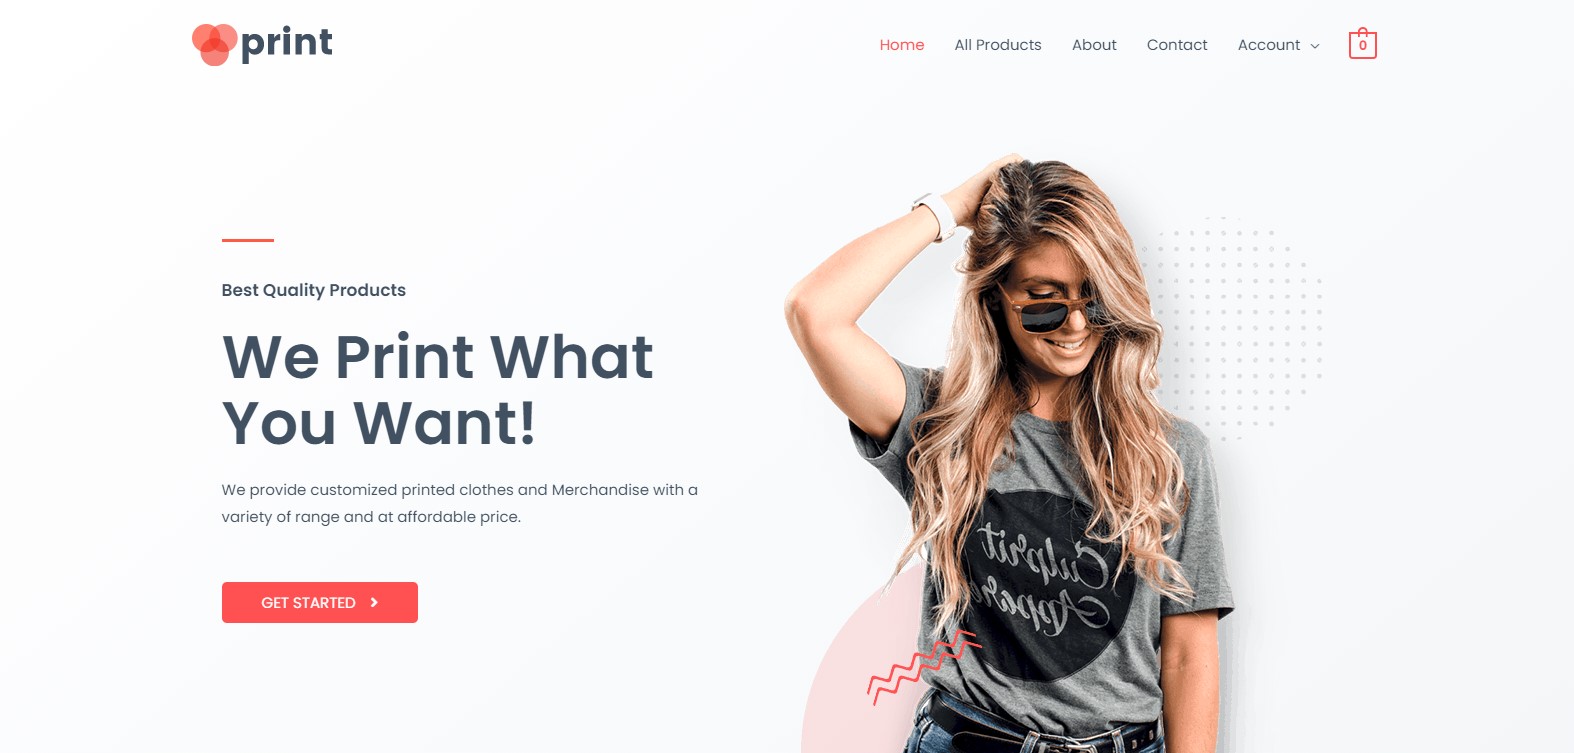 print
Home
All Products
About
Contact
Account
0
Best Quality Products
We Print What
You Want!
We provide customized printed clothes and Merchandise with a
variety of range and at affordable price.
GET STARTED
Culprit